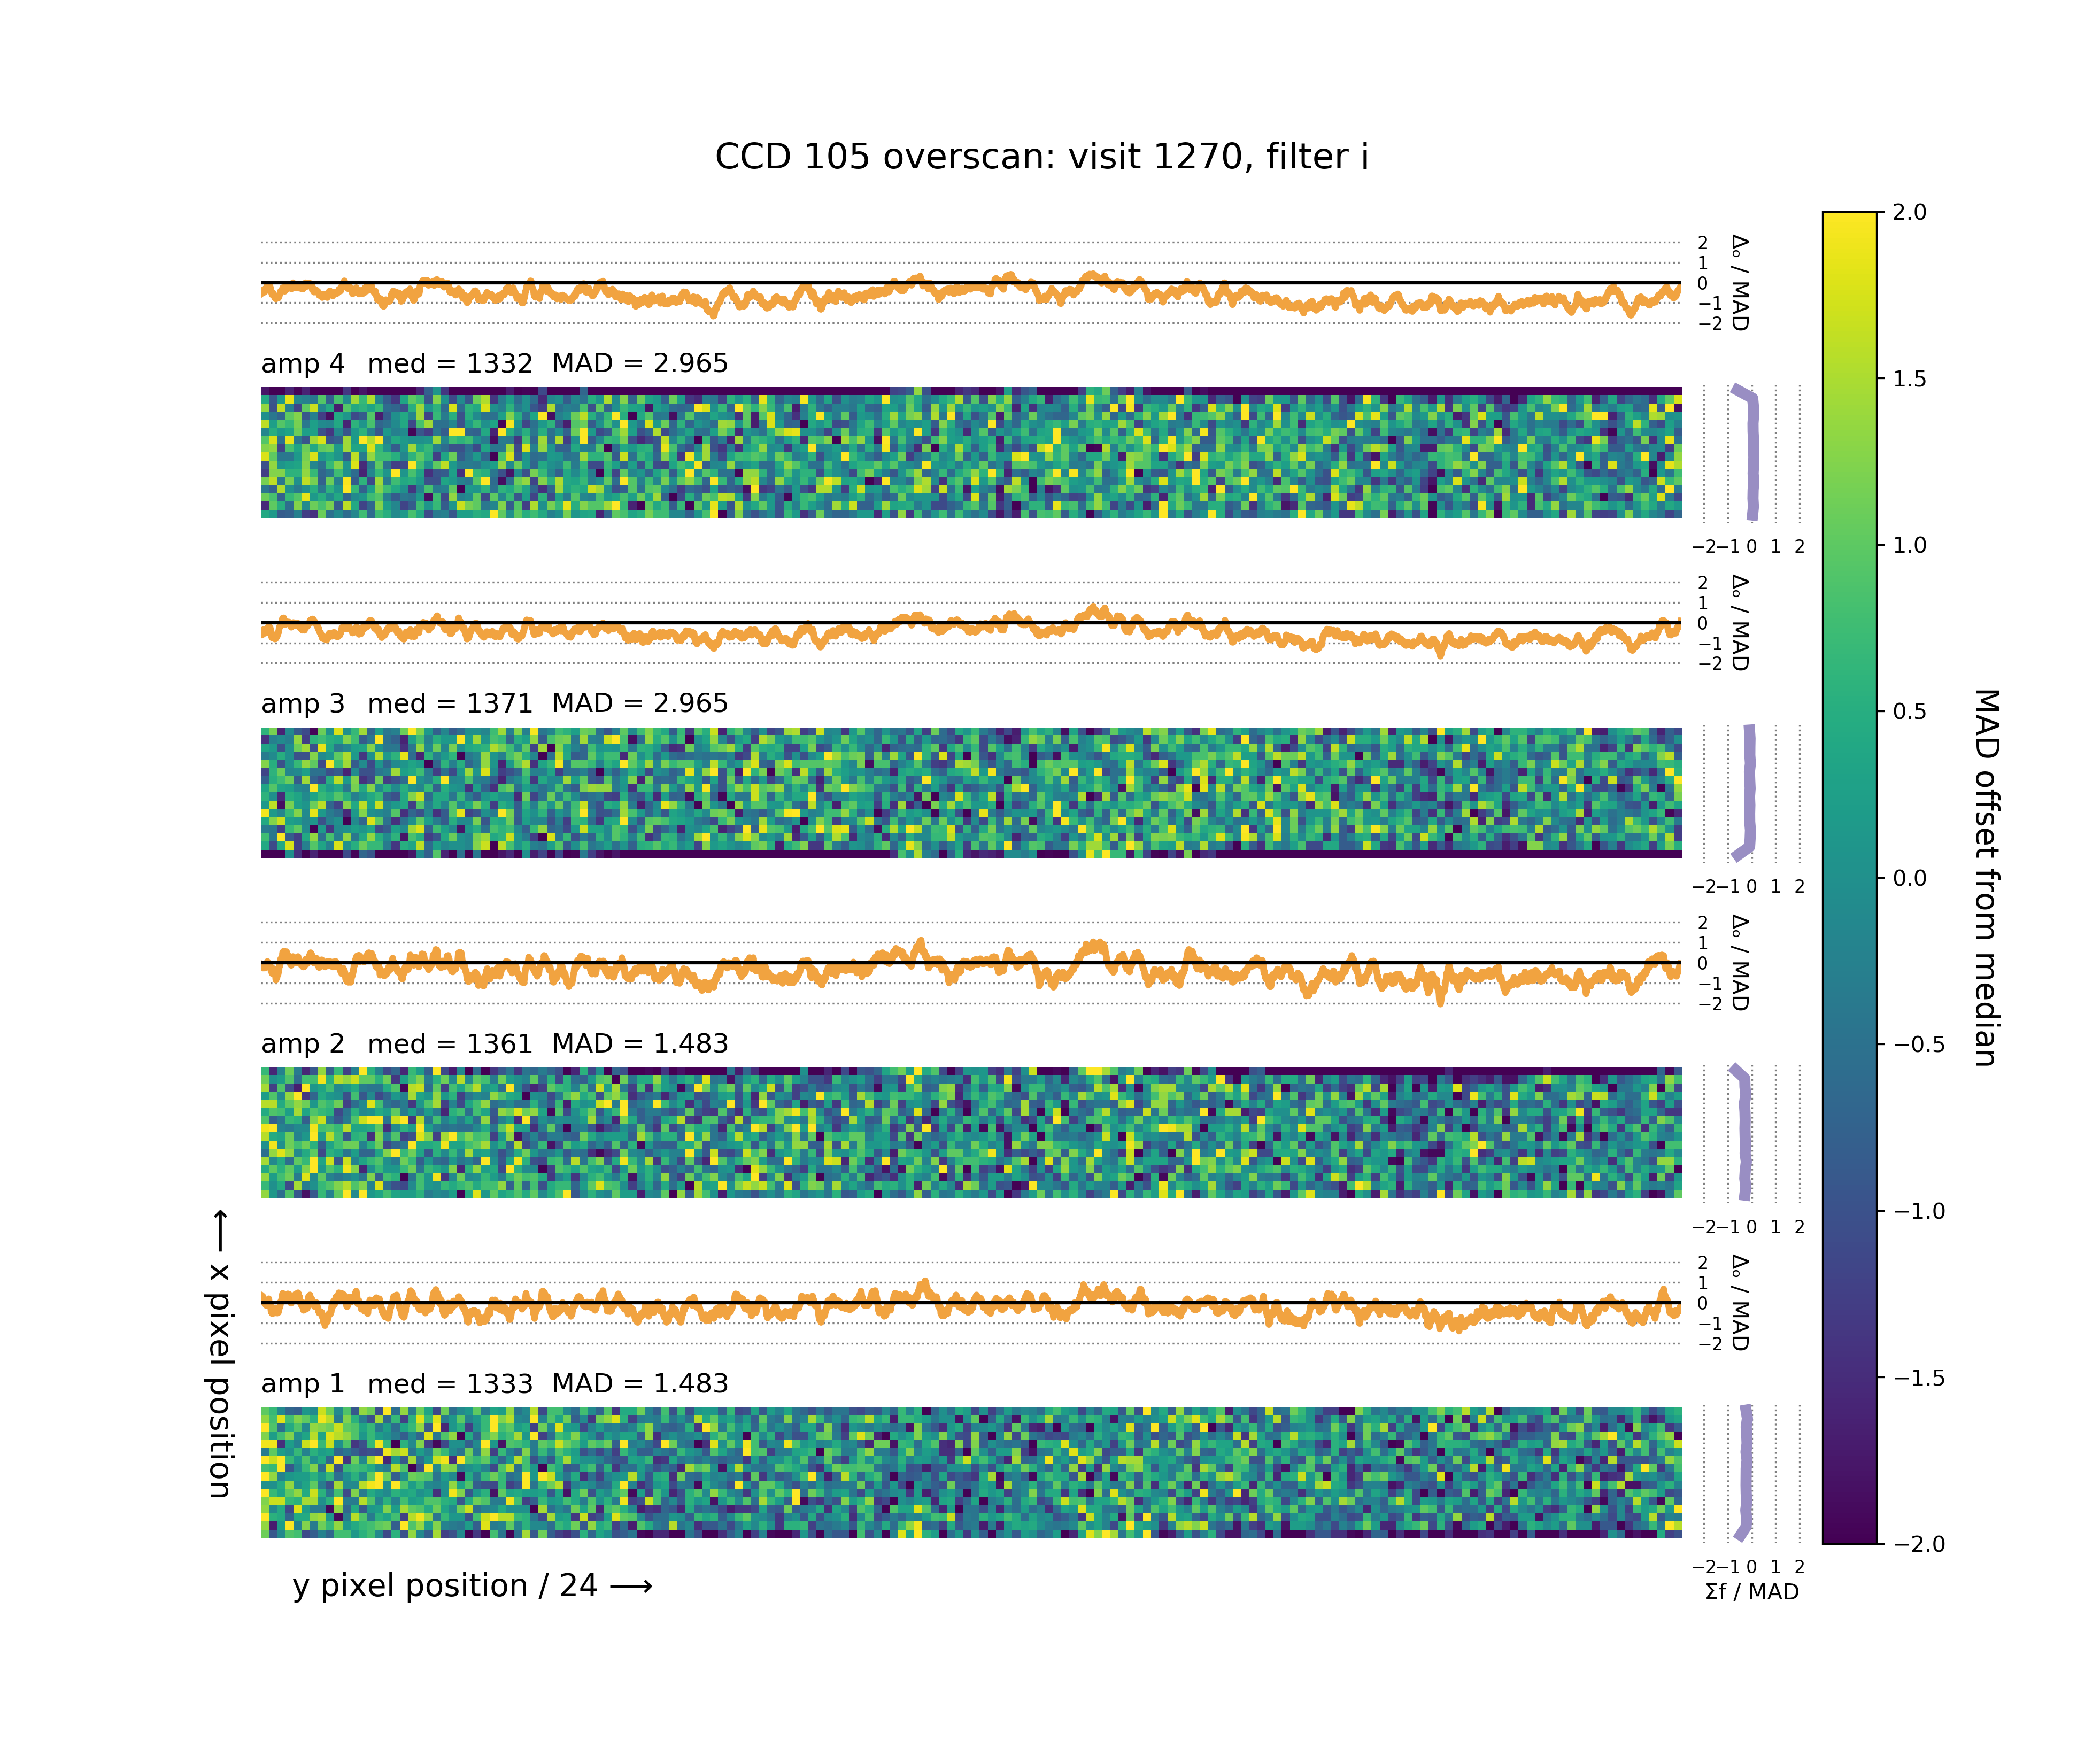 CCD 105 overscan: visit 1270, filter i
2
1
0
−1
−2
Δₒ / MAD
amp 4 med = 1332 MAD = 2.965
−2 −1 0 1 2
2
1
0
−1
−2
Δₒ / MAD
amp 3 med = 1371 MAD = 2.965
−2 −1 0 1 2
2
1
0
−1
−2
Δₒ / MAD
amp 2 med = 1361 MAD = 1.483
−2 −1 0 1 2
2
1
0
−1
−2
Δₒ / MAD
amp 1 med = 1333 MAD = 1.483
−2 −1 0 1 2
Σf / MAD
y pixel position / 24 ⟶
x pixel position ⟶
2.0
1.5
1.0
0.5
0.0
−0.5
−1.0
−1.5
−2.0
MAD offset from median